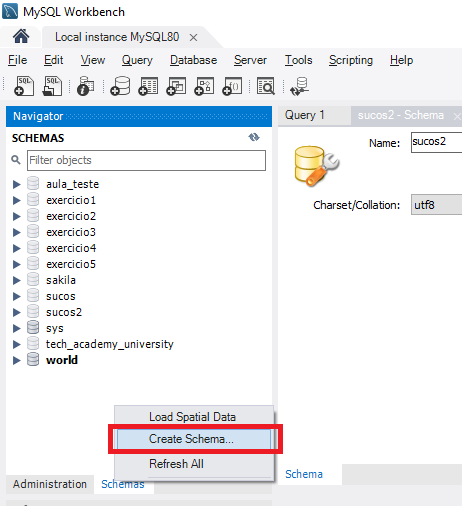 MySQL Workbench
Local instance MySQL80 ×
File Edit View Query Database Server Tools Scripting Help
Navigator
Query 1
sucos2 - Schema ×
SCHEMAS
Name: sucos2
Filter objects
aula_teste
exercicio1
Charset/Collation: utf8
exercicio2
exercicio3
exercicio4
exercicio5
sakila
sucos
sucos2
sys
tech_academy_university
world
Load Spatial Data
Create Schema...
Refresh All
Administration Schemas
Schema